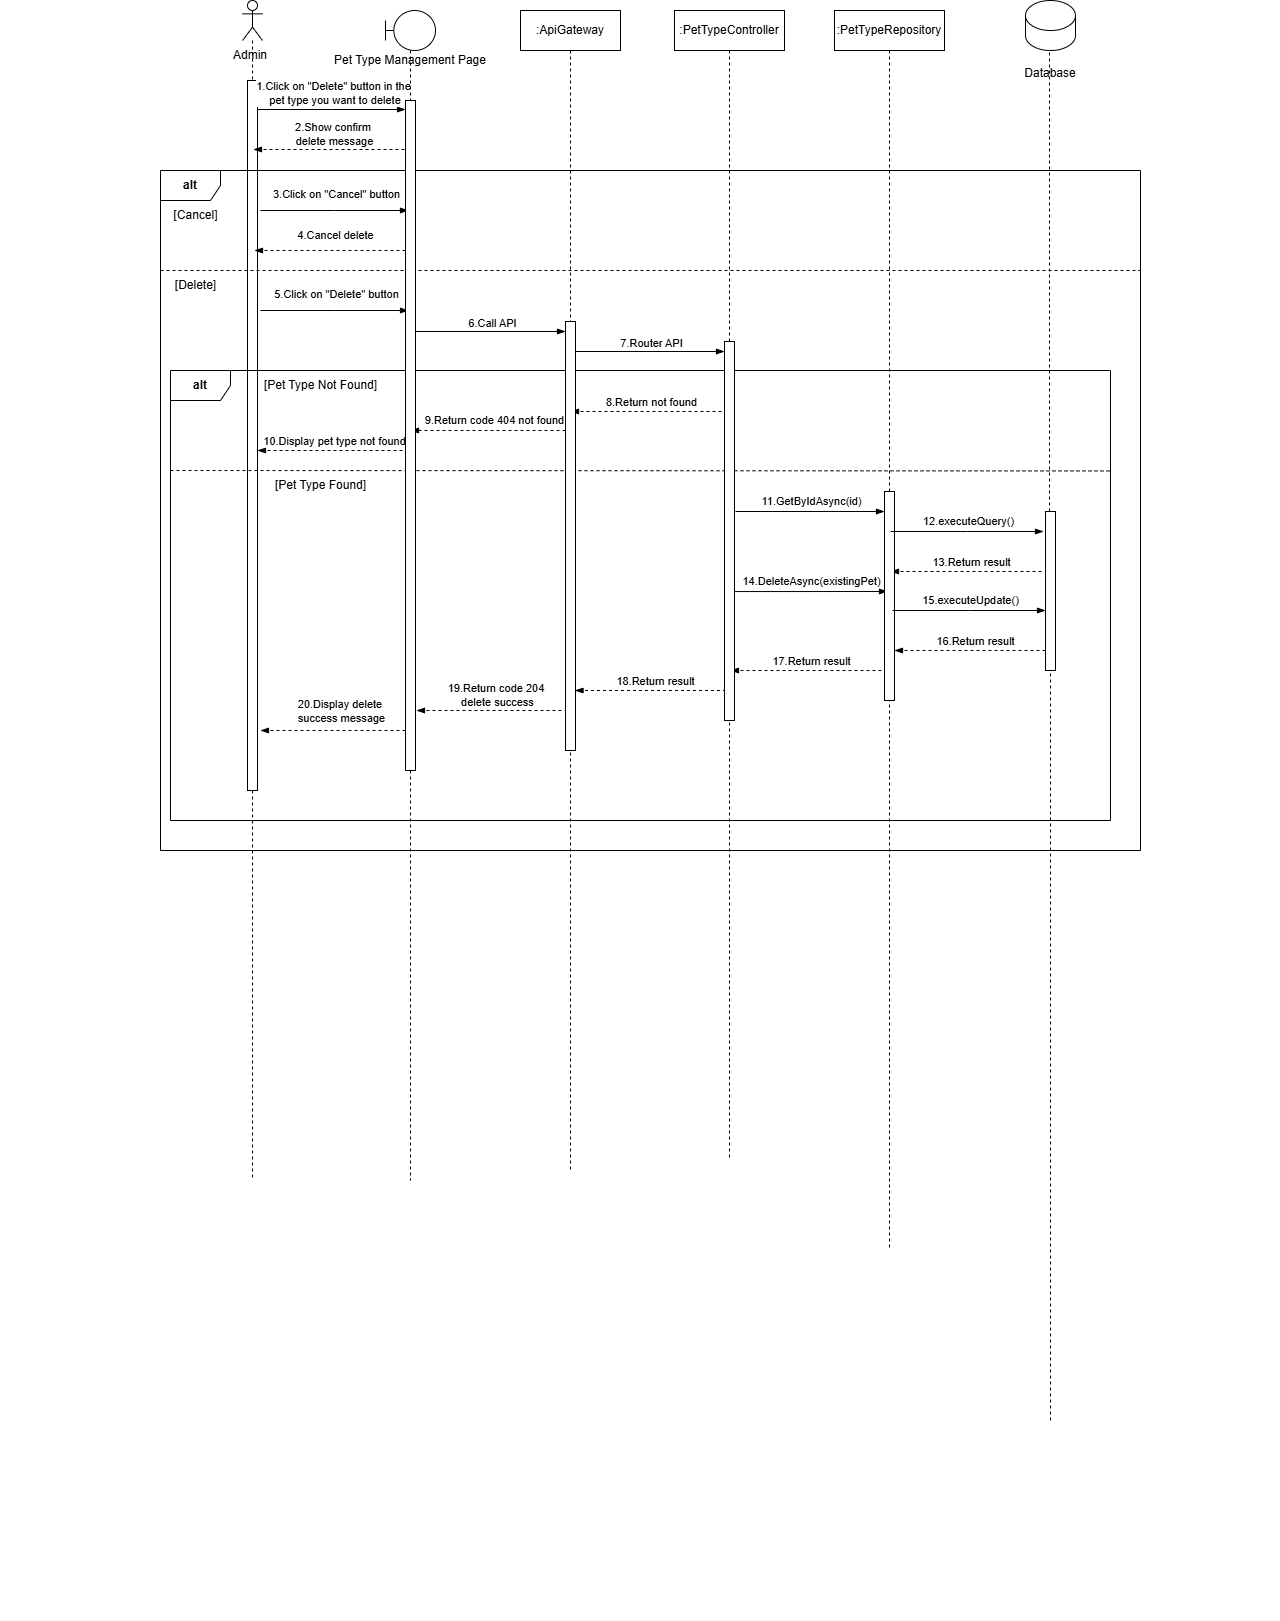 Admin
Pet Type Management Page
:ApiGateway
:PetTypeController
:PetTypeRepository
Database
1.Click on "Delete" button in the
pet type you want to delete
2.Show confirm
delete message
alt
[Cancel]
3.Click on "Cancel" button
4.Cancel delete
[Delete]
5.Click on "Delete" button
6.Call API
7.Router API
alt
[Pet Type Not Found]
8.Return not found
9.Return code 404 not found
10.Display pet type not found
[Pet Type Found]
11.GetByIdAsync(id)
12.executeQuery()
13.Return result
14.DeleteAsync(existingPet)
15.executeUpdate()
16.Return result
17.Return result
18.Return result
19.Return code 204
delete success
20.Display delete
success message